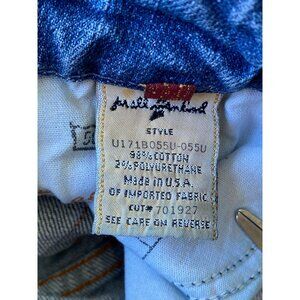 for all mankind
STYLE
U171B055U-055U
98%COTTON
2%POLYURETHANE
Made in U.S.A.
OF IMPORTED FABRIC
CUT# 701927
SEE CARE ON REVERSE